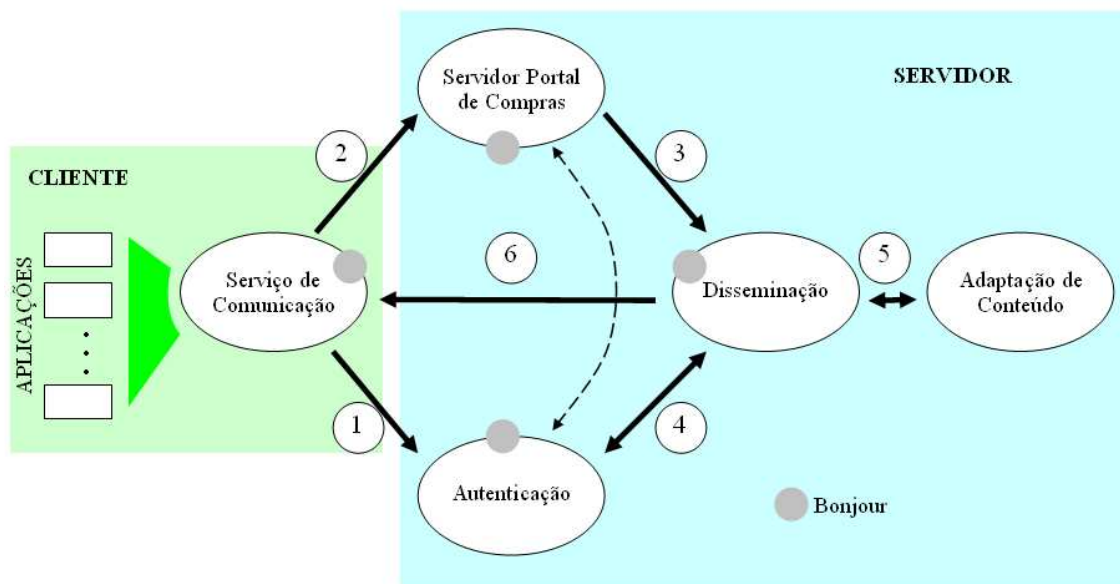 Servidor Portal
de Compras
SERVIDOR
2
3
CLIENTE
APLICAÇÕES
Serviço de
Comunicação
6
Disseminação
5
Adaptação de
Conteúdo
1
4
Autenticação
Bonjour